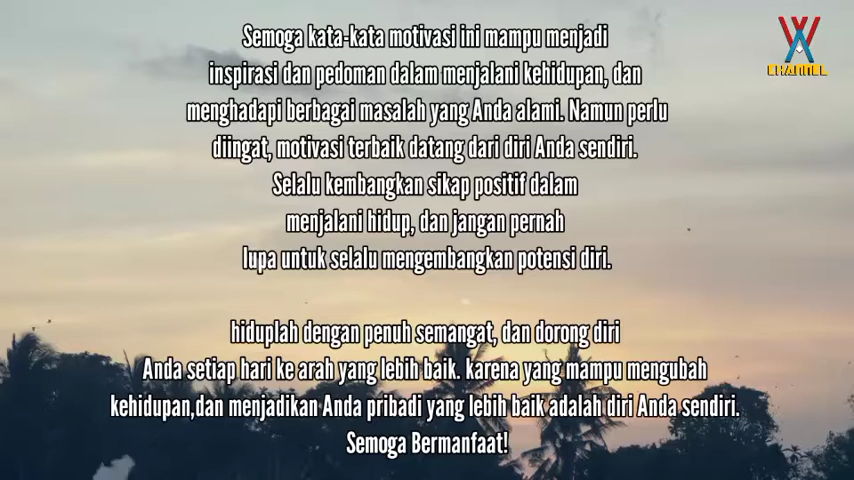 Semoga kata-kata motivasi ini mampu menjadi
inspirasi dan pedoman dalam menjalani kehidupan, dan
menghadapi berbagai masalah yang Anda alami. Namun perlu
diingat, motivasi terbaik datang dari diri Anda sendiri.
Selalu kembangkan sikap positif dalam
menjalani hidup, dan jangan pernah
lupa untuk selalu mengembangkan potensi diri.
hiduplah dengan penuh semangat, dan dorong diri
Anda setiap hari ke arah yang lebih baik. karena yang mampu mengubah
kehidupan,dan menjadikan Anda pribadi yang lebih baik adalah diri Anda sendiri.
Semoga Bermanfaat!
CHANNEL